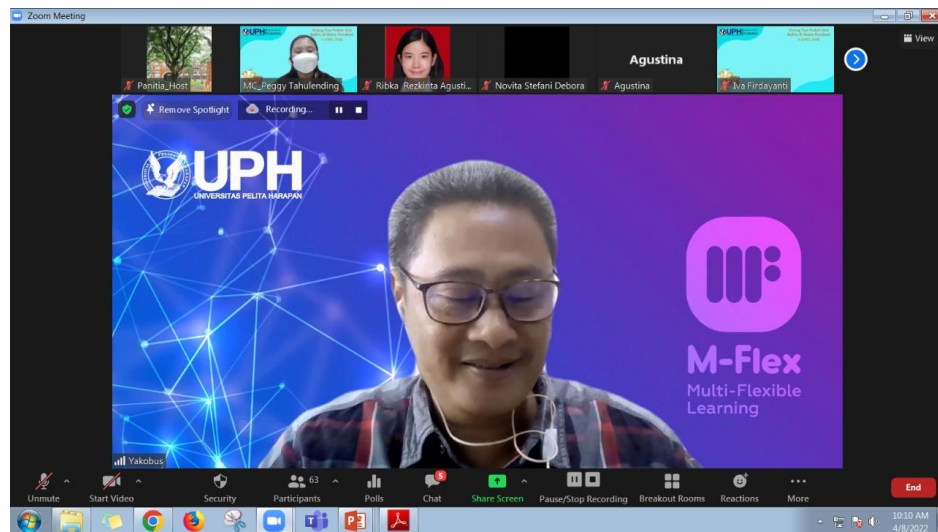 Zoom Meeting
View
UPH
Panitia_Host
MC_Peggy Tahulending
Ribka_Rezkinta Agusti...
Novita Stefani Debora
Agustina
Agustina
UPH
Iva Firdayanti
Remove Spotlight
Recording...
UPH
UNIVERSITAS PELITA HARAPAN
M-Flex
Multi-Flexible
Learning
Yakobus
Unmute
Start Video
Security
63
Participants
Polls
5
Chat
Share Screen
Pause/Stop Recording
Breakout Rooms
Reactions
More
End
10:10 AM
4/8/2022